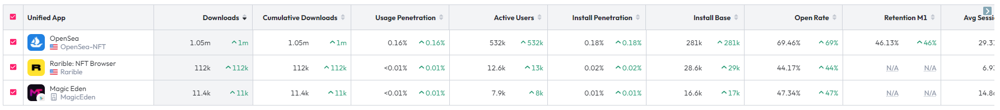 Unified App Downloads Cumulative Downloads Usage Penetration Active Users Install Penetration Install Base Open Rate Retention M1 Avg Sessi
OpenSea
OpenSea-NFT
1.05m 1m 1.05m 1m 0.16% 0.16% 532k 532k 0.18% 0.18% 281k 281k 69.46% 69% 46.13% 46% 29.3
Rarible: NFT Browser
Rarible
112k 112k 112k 112k <0.01% 0.01% 12.6k 13k 0.02% 0.02% 28.6k 29k 44.17% 44% N/A N/A 6.9
Magic Eden
MagicEden
11.4k 11k 11.4k 11k <0.01% 0.01% 7.9k 8k 0.01% 0.01% 16.6k 17k 47.34% 47% N/A N/A 14.8